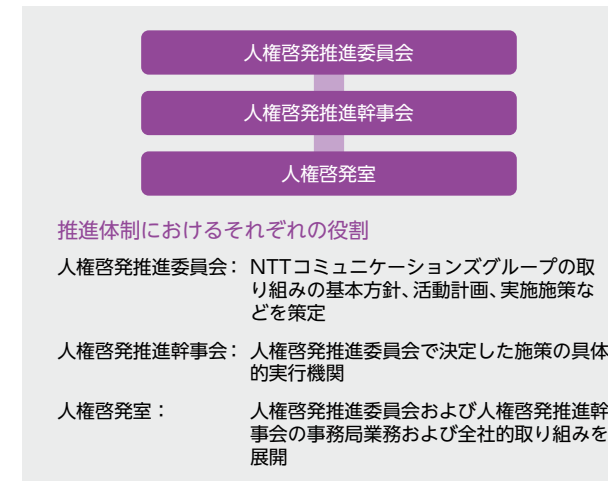 人権啓発推進委員会
人権啓発推進幹事会
人権啓発室
推進体制におけるそれぞれの役割
人権啓発推進委員会： NTTコミュニケーションズグループの取
り組みの基本方針、活動計画、実施施策な
どを策定
人権啓発推進幹事会： 人権啓発推進委員会で決定した施策の具体
的実行機関
人権啓発室： 人権啓発推進委員会および人権啓発推進幹
事会の事務局業務および全社的取り組みを
展開